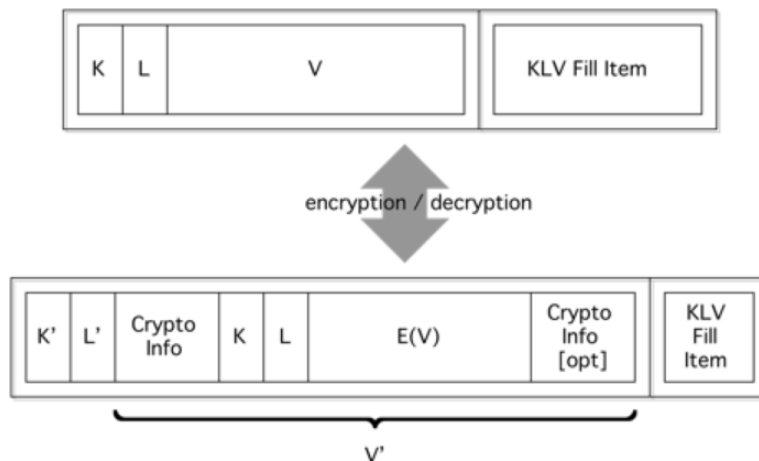 K L V KLV Fill Item
encryption / decryption
K' L' Crypto Info K L E(V) Crypto Info [opt] KLV Fill Item
V'